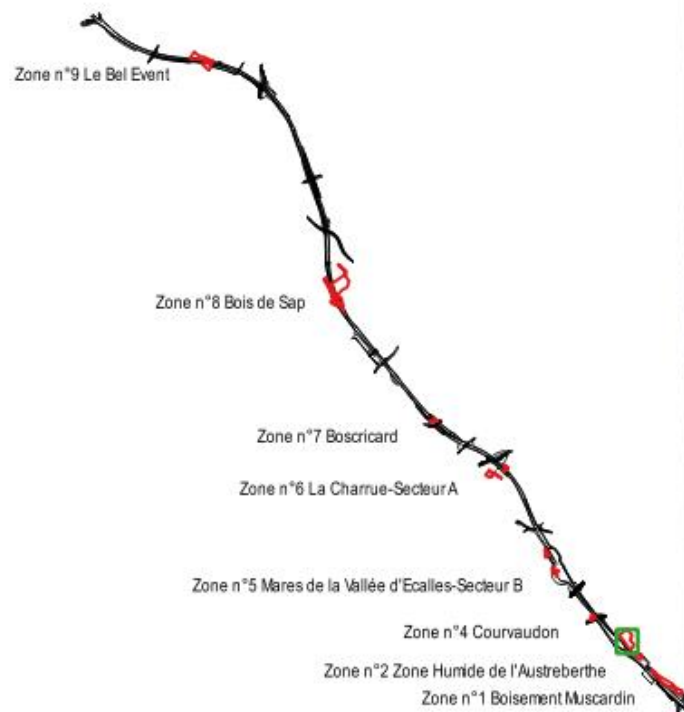 Zone n°9 Le Bel Event
Zone n°8 Bois de Sap
Zone n°7 Boscricard
Zone n°6 La Charrue-Secteur A
Zone n°5 Mares de la Vallée d'Ecalles-Secteur B
Zone n°4 Courvaudon
Zone n°2 Zone Humide de l'Austreberthe
Zone n°1 Boisement Muscardin